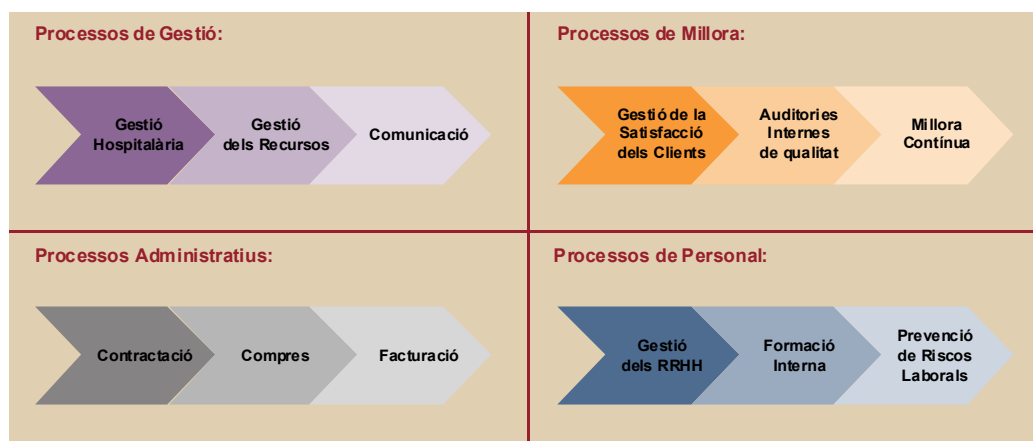 Processos de Gestió:
Gestió
Hospitalària
Gestió
dels Recursos
Comunicació
Processos de Millora:
Gestió de la
Satisfacció
dels Clients
Auditories
Internes
de qualitat
Millora
Contínua
Processos Administratius:
Contractació
Compres
Facturació
Processos de Personal:
Gestió
dels RRHH
Formació
Interna
Prevenció
de Riscos
Laborals